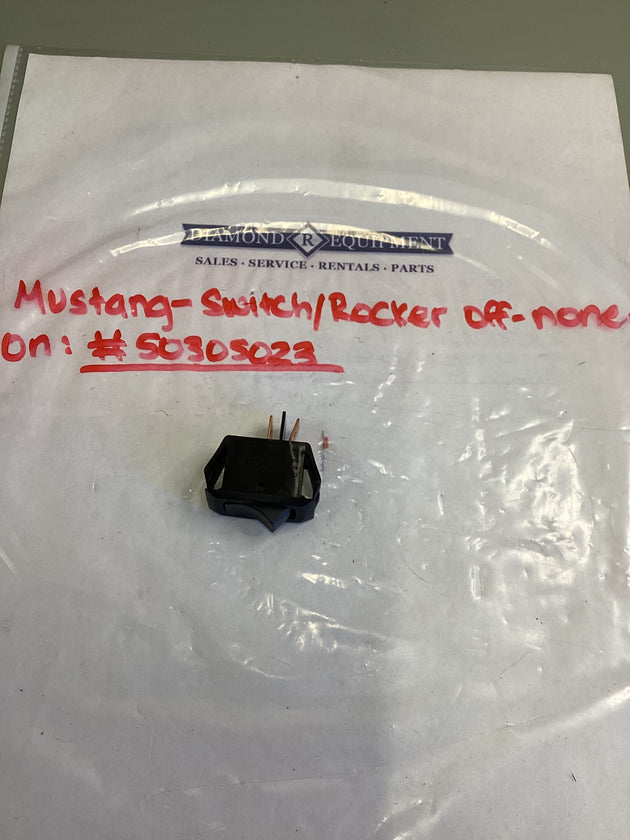 DIAMOND R EQUIPMENT
SALES · SERVICE · RENTALS · PARTS
Mustang-Switch/Rocker Off-none
On: #50305023